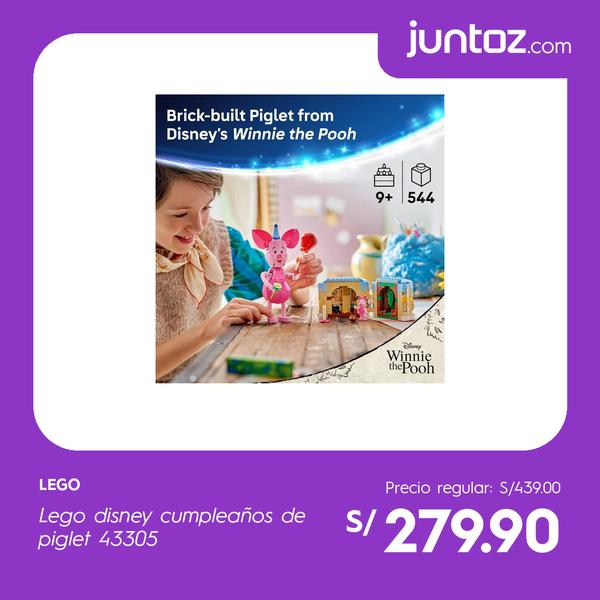 juntoz.com
Brick-built Piglet from
Disney's Winnie the Pooh
9+ 544
Disney
Winnie
the Pooh
LEGO
Precio regular: S/439.00
Lego disney cumpleaños de
piglet 43305
S/ 279.90